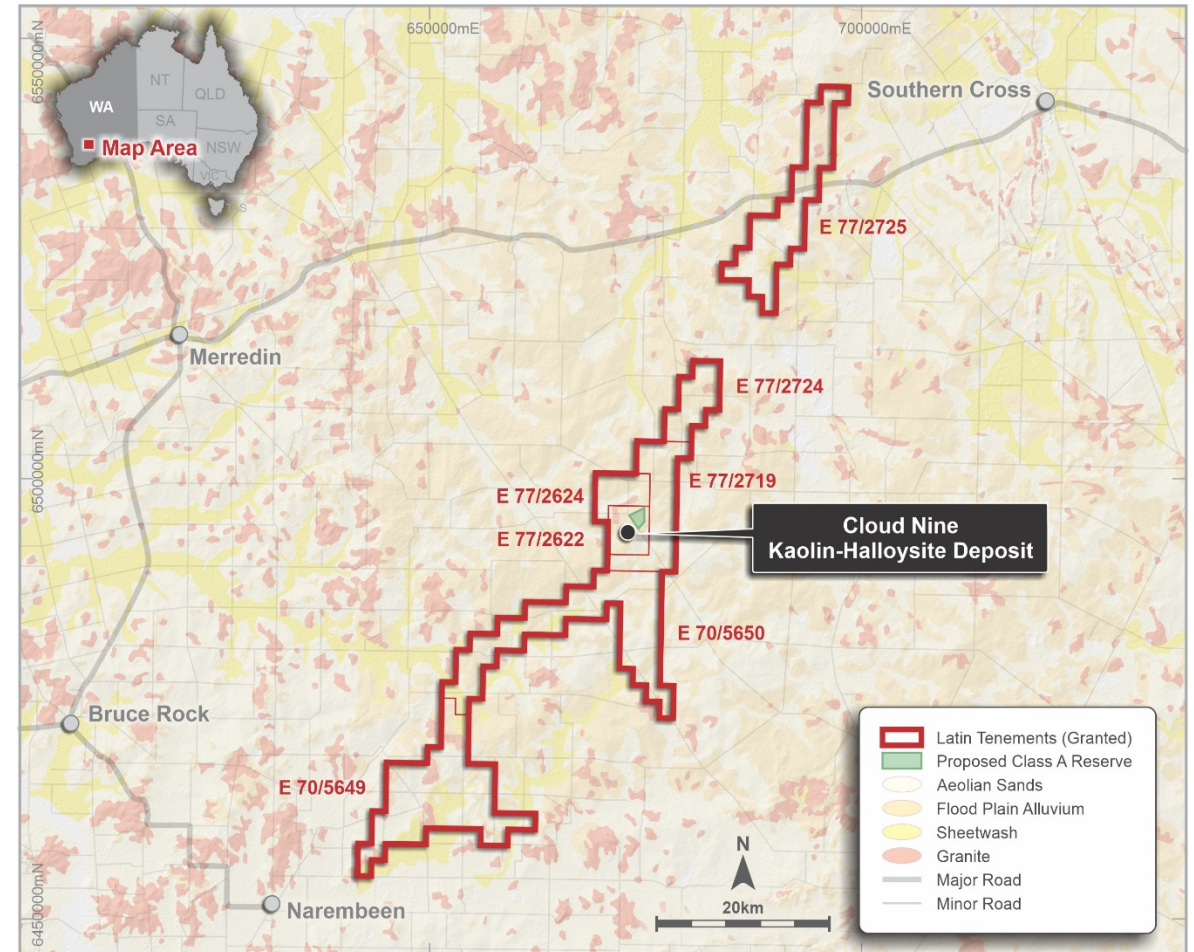 650000mE
700000mE
6550000mN
6500000mN
6450000mN
NT
QLD
WA
SA
NSW
VIC
Map Area
Southern Cross
E 77/2725
Merredin
E 77/2724
E 77/2624
E 77/2719
E 77/2622
Cloud Nine
Kaolin-Halloysite Deposit
E 70/5650
Bruce Rock
E 70/5649
Narembeen
N
20km
Latin Tenements (Granted)
Proposed Class A Reserve
Aeolian Sands
Flood Plain Alluvium
Sheetwash
Granite
Major Road
Minor Road